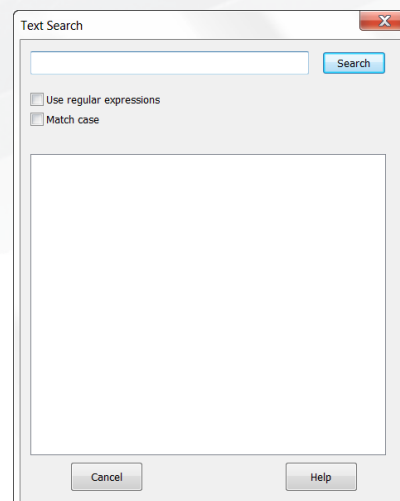 Text Search
Search
Use regular expressions
Match case
Cancel Help